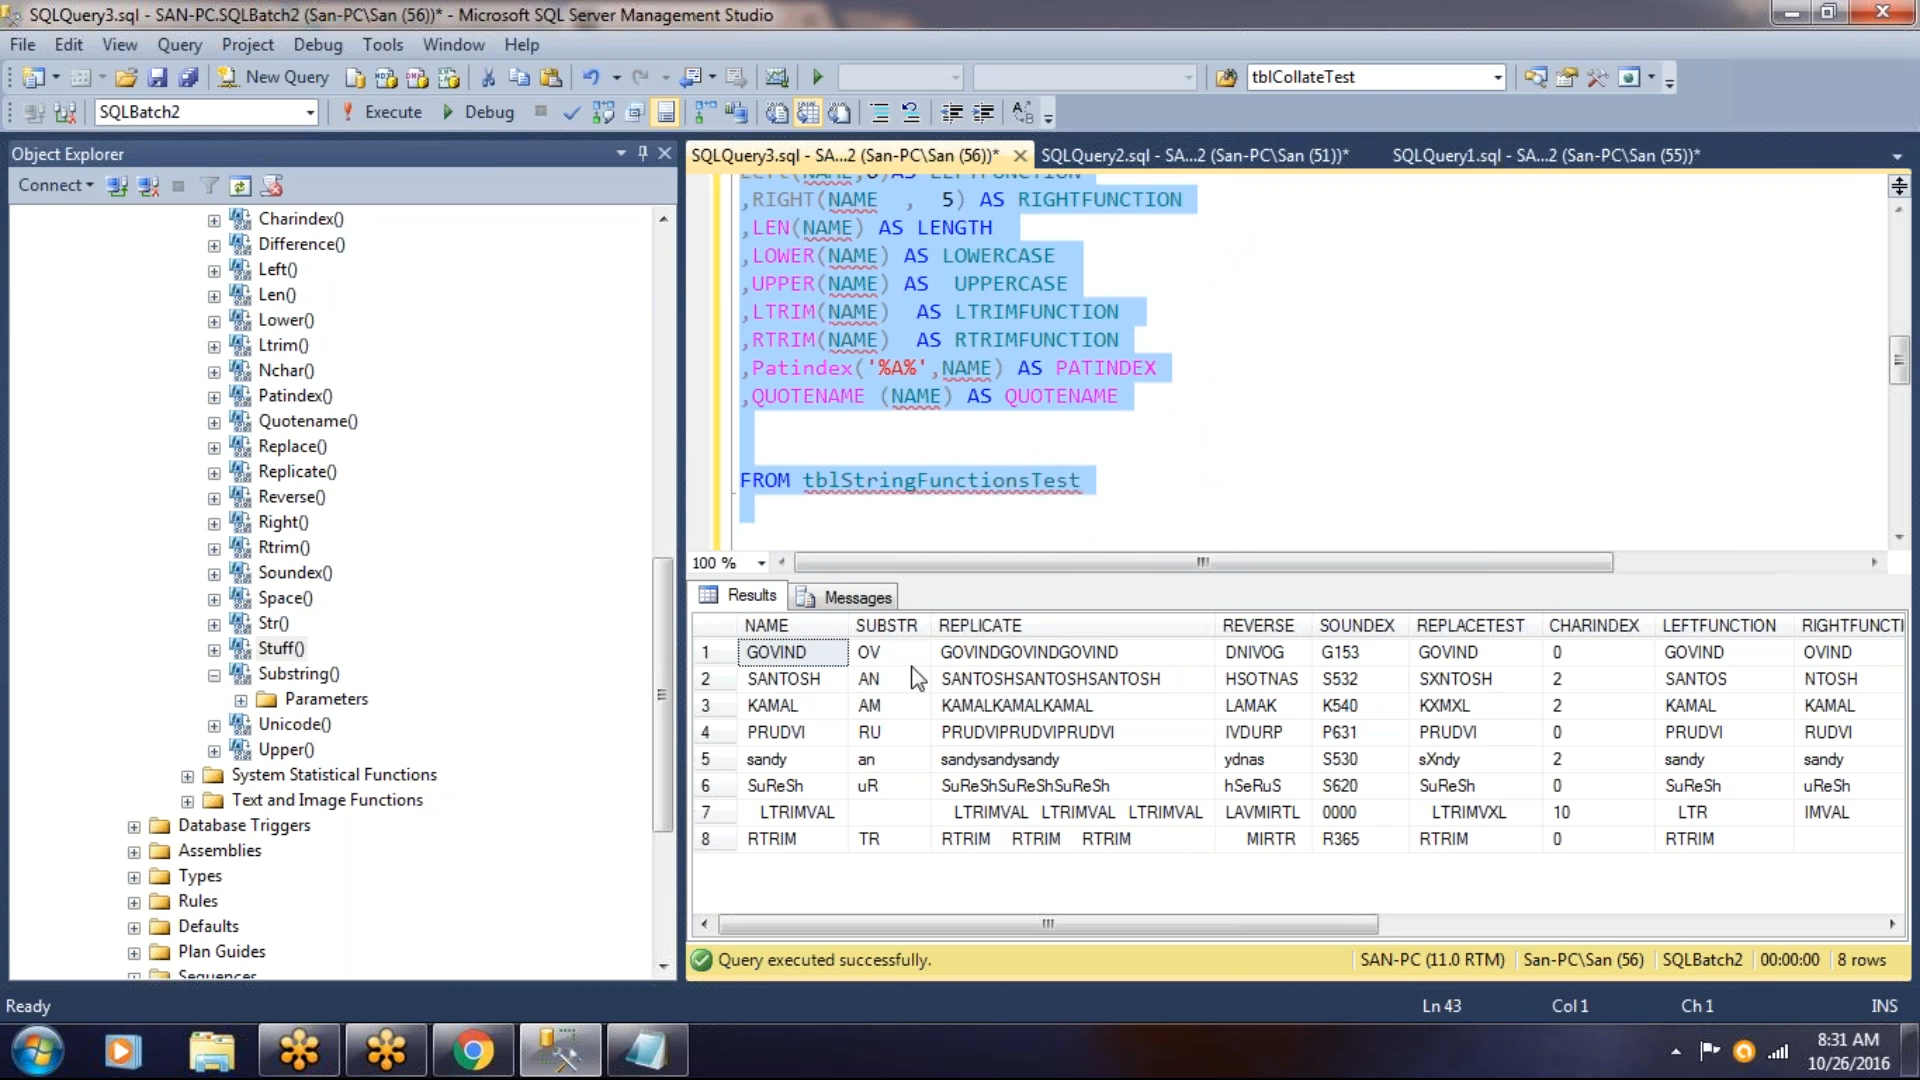 SQLQuery3.sql - SAN-PC.SQLBatch2 (San-PC\San (56))* - Microsoft SQL Server Management Studio
File Edit View Query Project Debug Tools Window Help
New Query tblCollateTest
SQLBatch2 Execute Debug
Object Explorer
Connect
Charindex()
Difference()
Left()
Len()
Lower()
Ltrim()
Nchar()
Patindex()
Quotename()
Replace()
Replicate()
Reverse()
Right()
Rtrim()
Soundex()
Space()
Str()
Stuff()
Substring()
Parameters
Unicode()
Upper()
System Statistical Functions
Text and Image Functions
Database Triggers
Assemblies
Types
Rules
Defaults
Plan Guides
Sequences
SQLQuery3.sql - SA...2 (San-PC\San (56))* SQLQuery2.sql - SA...2 (San-PC\San (51))* SQLQuery1.sql - SA...2 (San-PC\San (55))*
,RIGHT(NAME , 5) AS RIGHTFUNCTION
,LEN(NAME) AS LENGTH
,LOWER(NAME) AS LOWERCASE
,UPPER(NAME) AS UPPERCASE
,LTRIM(NAME) AS LTRIMFUNCTION
,RTRIM(NAME) AS RTRIMFUNCTION
,Patindex('%A%',NAME) AS PATINDEX
,QUOTENAME (NAME) AS QUOTENAME
FROM tblStringFunctionsTest
100 %
Results Messages
NAME SUBSTR REPLICATE REVERSE SOUNDEX REPLACETEST CHARINDEX LEFTFUNCTION RIGHTFUNCTI
1 GOVIND OV GOVINDGOVINDGOVIND DNIVOG G153 GOVIND 0 GOVIND OVIND
2 SANTOSH AN SANTOSHSANTOSHSANTOSH HSOTNAS S532 SXNTOSH 2 SANTOS NTOSH
3 KAMAL AM KAMALKAMALKAMAL LAMAK K540 KXMXL 2 KAMAL KAMAL
4 PRUDVI RU PRUDVIPRUDVIPRUDVI IVDURP P631 PRUDVI 0 PRUDVI RUDVI
5 sandy an sandysandysandy ydnas S530 sXndy 2 sandy sandy
6 SuReSh uR SuReShSuReShSuReSh hSeRuS S620 SuReSh 0 SuReSh uReSh
7 LTRIMVAL LTRIMVAL LTRIMVAL LTRIMVAL LAVMIRTL 0000 LTRIMVXL 10 LTR IMVAL
8 RTRIM TR RTRIM RTRIM RTRIM MIRTR R365 RTRIM 0 RTRIM
Query executed successfully. SAN-PC (11.0 RTM) San-PC\San (56) SQLBatch2 00:00:00 8 rows
Ready Ln 43 Col 1 Ch 1 INS
8:31 AM
10/26/2016